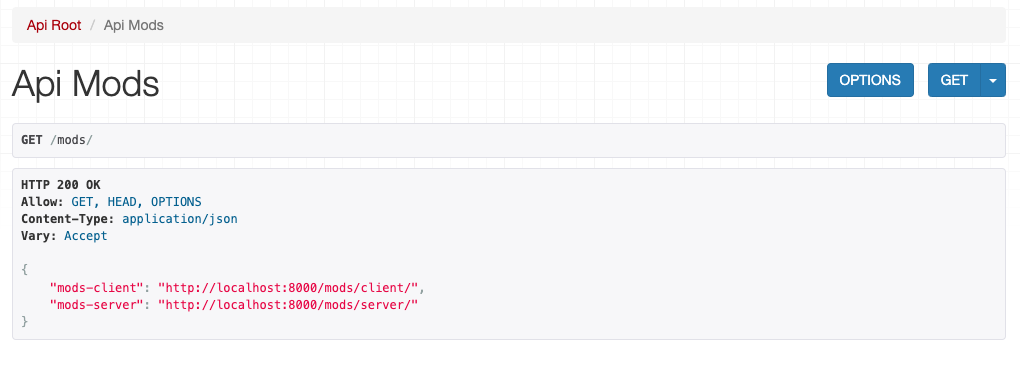 Api Root / Api Mods
Api Mods
OPTIONS
GET
GET /mods/
HTTP 200 OK
Allow: GET, HEAD, OPTIONS
Content-Type: application/json
Vary: Accept
{
"mods-client": "http://localhost:8000/mods/client/",
"mods-server": "http://localhost:8000/mods/server/"
}